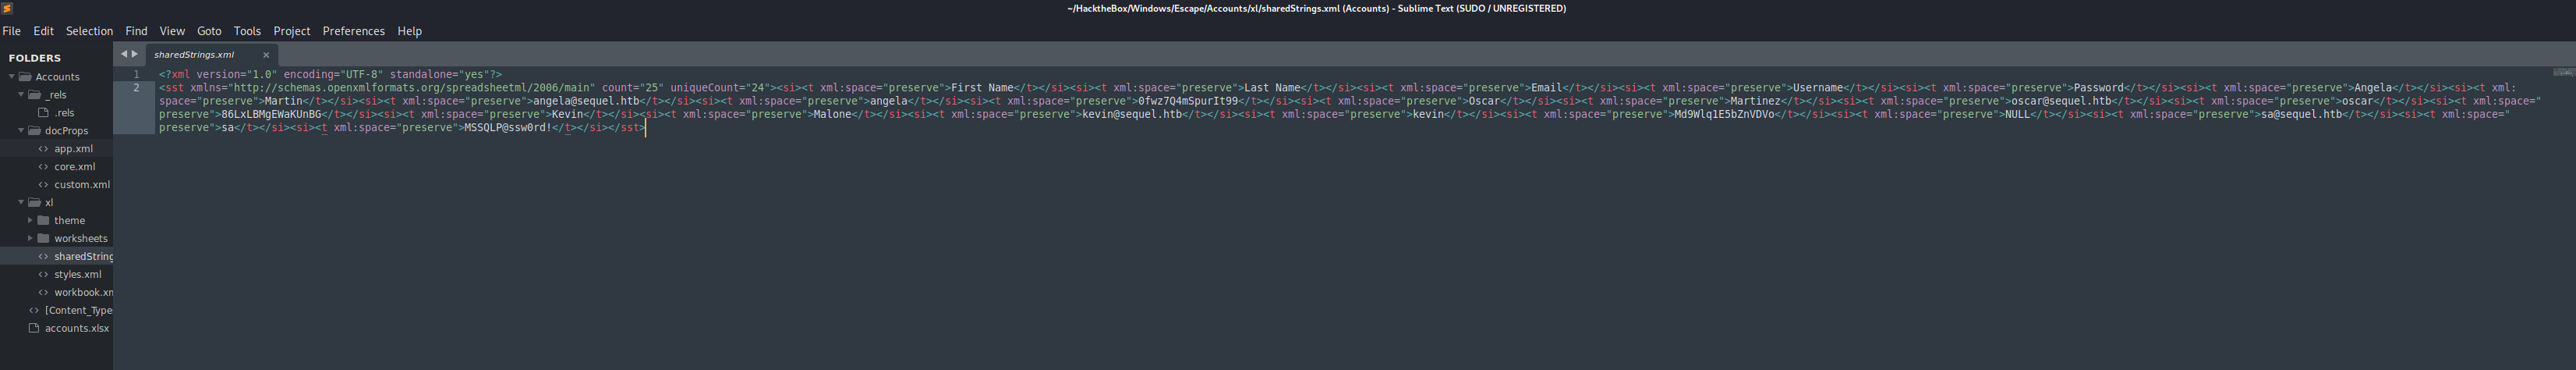 ~/HacktheBox/Windows/Escape/Accounts/xl/sharedStrings.xml (Accounts) - Sublime Text (SUDO / UNREGISTERED)
File Edit Selection Find View Goto Tools Project Preferences Help
FOLDERS
Accounts
_rels
.rels
docProps
app.xml
core.xml
custom.xml
xl
theme
worksheets
sharedString
styles.xml
workbook.xm
[Content_Type
accounts.xlsx
sharedStrings.xml ×
1 <?xml version="1.0" encoding="UTF-8" standalone="yes"?>
2 <sst xmlns="http://schemas.openxmlformats.org/spreadsheetml/2006/main" count="25" uniqueCount="24"><si><t xml:space="preserve">First Name</t></si><si><t xml:space="preserve">Last Name</t></si><si><t xml:space="preserve">Email</t></si><si><t xml:space="preserve">Username</t></si><si><t xml:space="preserve">Password</t></si><si><t xml:space="preserve">Angela</t></si><si><t xml:
space="preserve">Martin</t></si><si><t xml:space="preserve">angela@sequel.htb</t></si><si><t xml:space="preserve">angela</t></si><si><t xml:space="preserve">0fwz7Q4mSpurIt99</t></si><si><t xml:space="preserve">Oscar</t></si><si><t xml:space="preserve">Martinez</t></si><si><t xml:space="preserve">oscar@sequel.htb</t></si><si><t xml:space="preserve">oscar</t></si><si><t xml:space="
preserve">86LxLBMgEWaKUnBG</t></si><si><t xml:space="preserve">Kevin</t></si><si><t xml:space="preserve">Malone</t></si><si><t xml:space="preserve">kevin@sequel.htb</t></si><si><t xml:space="preserve">kevin</t></si><si><t xml:space="preserve">Md9Wlq1E5bZnVDVo</t></si><si><t xml:space="preserve">NULL</t></si><si><t xml:space="preserve">sa@sequel.htb</t></si><si><t xml:space="
preserve">sa</t></si><si><t xml:space="preserve">MSSQLP@ssw0rd!</t></si></sst>